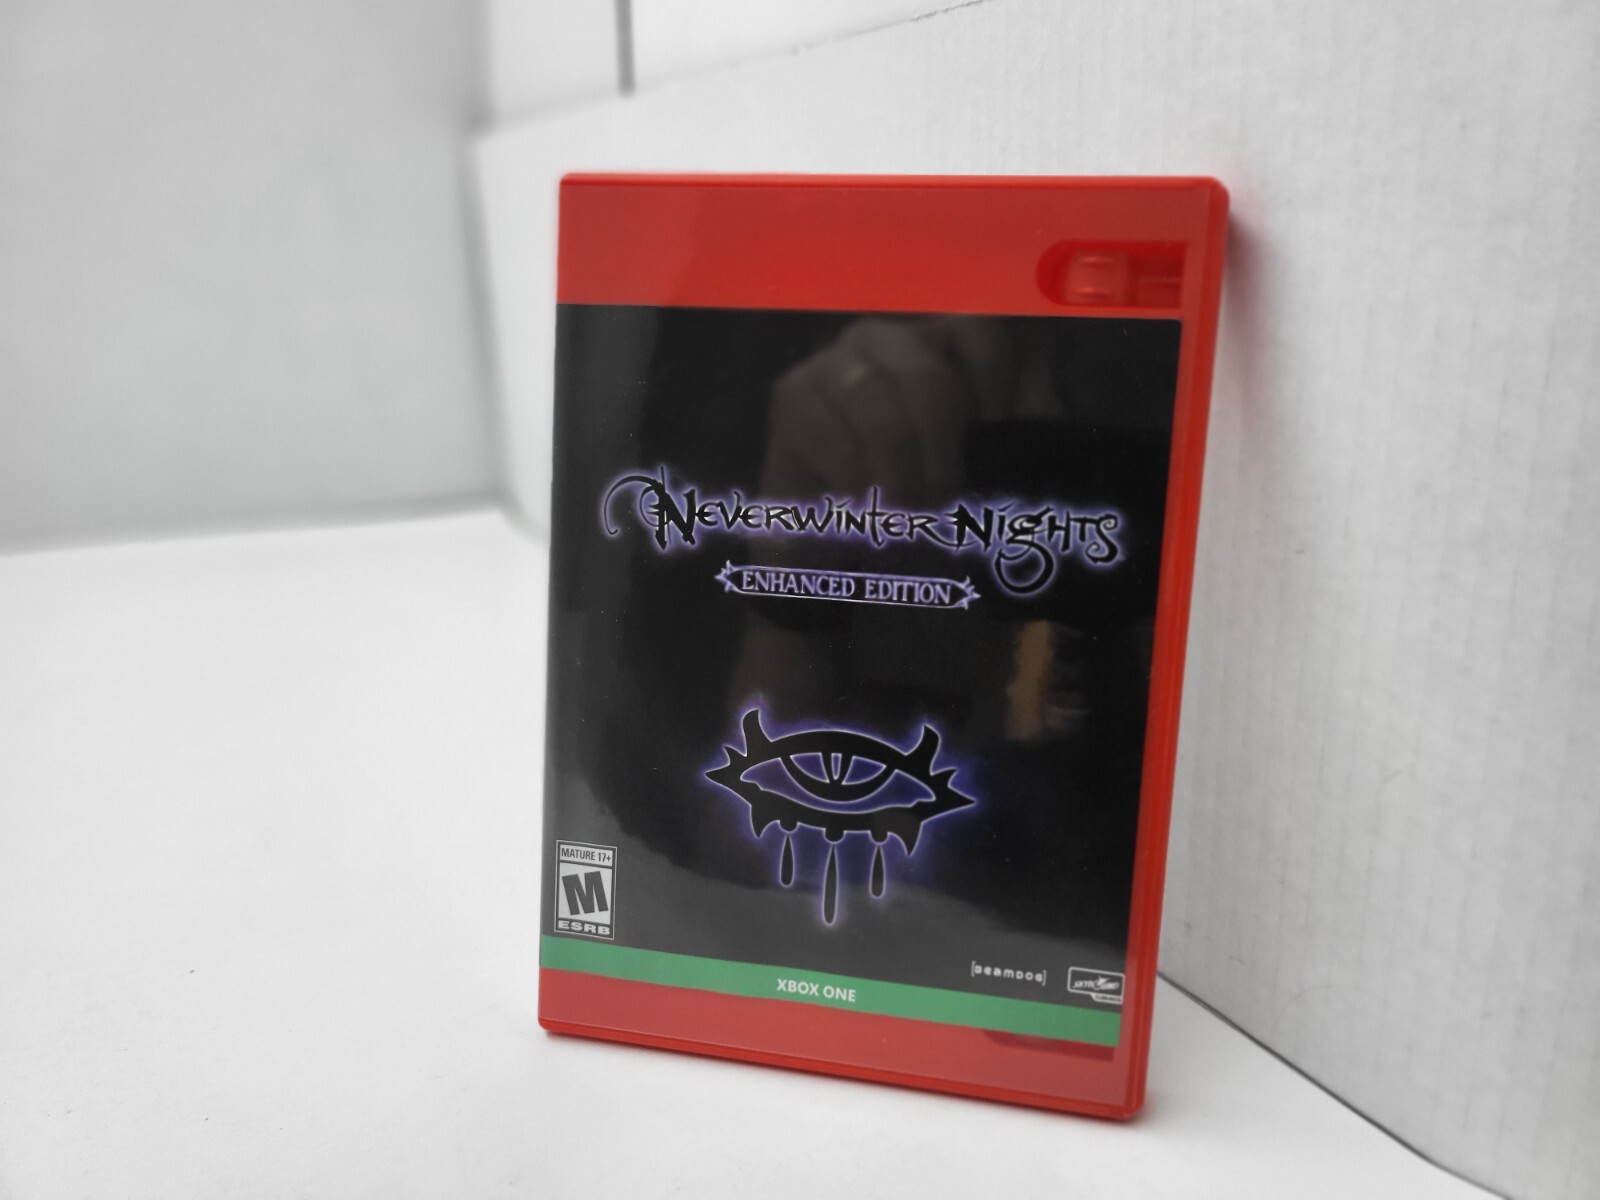 NEVERWINTER NIGHTS
ENHANCED EDITION
MATURE 17+
M
ESRB
[BEAMDOG]
XBOX ONE